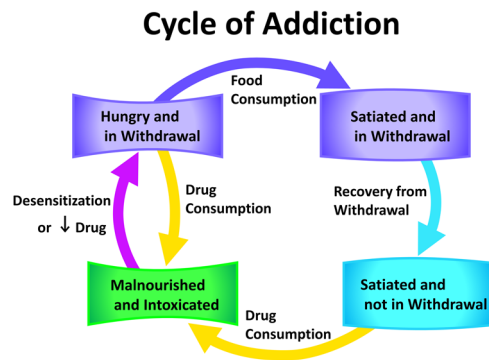 Cycle of Addiction
Food
Consumption
Hungry and
in Withdrawal
Satiated and
in Withdrawal
Desensitization
or ↓ Drug
Drug
Consumption
Recovery from
Withdrawal
Malnourished
and Intoxicated
Satiated and
not in Withdrawal
Drug
Consumption